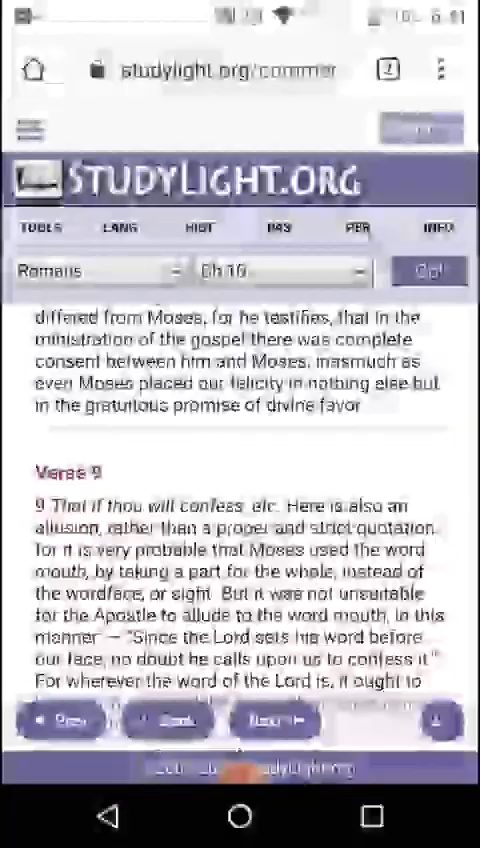 studylight.org/commer
STUDYLIGHT.ORG
TOOLS LANG HIST PAS PER INFO
Romans Ch 10 Go!
differed from Moses, for he testifies, that in the
ministration of the gospel there was complete
consent between him and Moses, inasmuch as
even Moses placed our felicity in nothing else but
in the gratuitous promise of divine favor
Verse 9
9 That if thou will confess, etc. Here is also an
allusion, rather than a proper and strict quotation.
for it is very probable that Moses used the word
mouth, by taking a part for the whole, instead of
the wordface, or sight. But it was not unsuitable
for the Apostle to allude to the word mouth, in this
manner — "Since the Lord sets his word before
our face, no doubt he calls upon us to confess it."
For wherever the word of the Lord is, it ought to
Prev Book Next